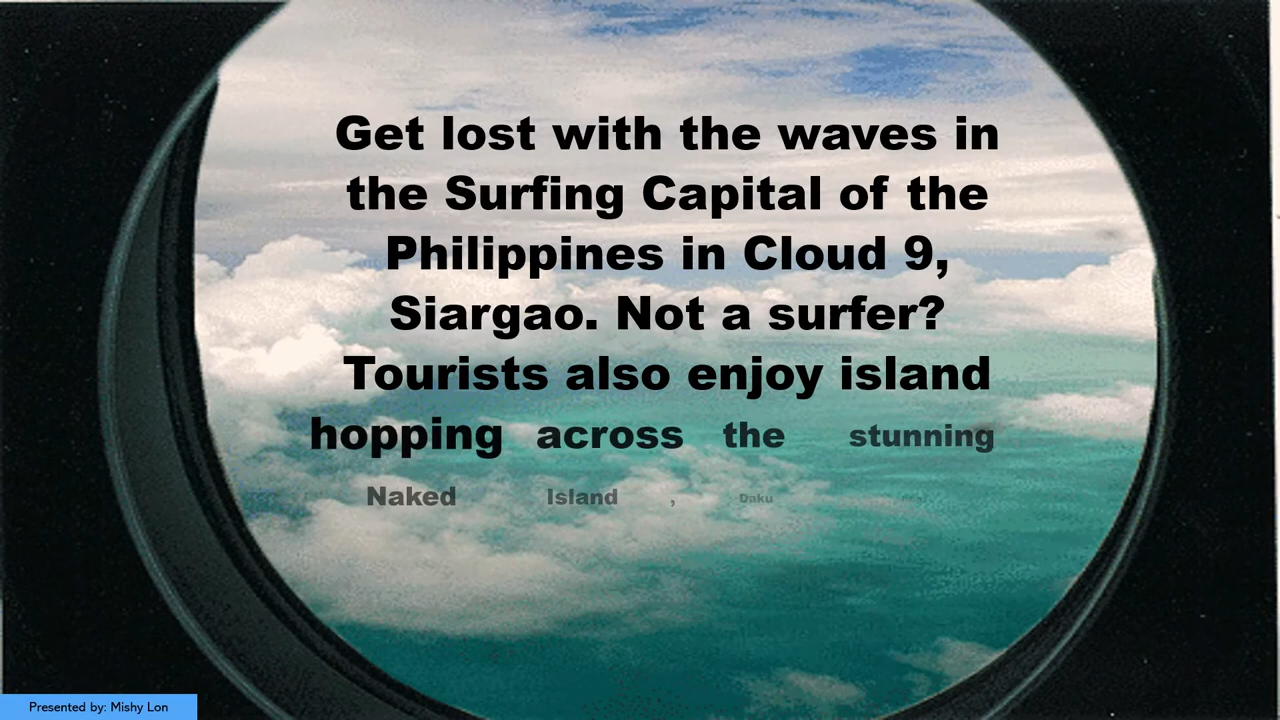 Get lost with the waves in
the Surfing Capital of the
Philippines in Cloud 9,
Siargao. Not a surfer?
Tourists also enjoy island
hopping across the stunning
Naked Island , Daku
Presented by: Mishy Lon